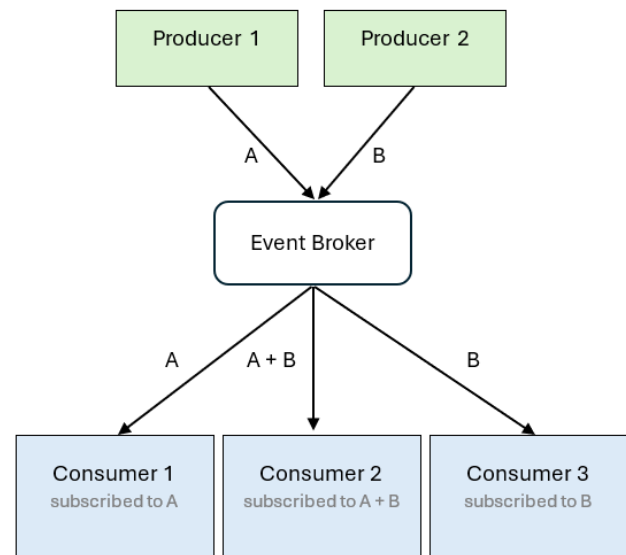 Producer 1
Producer 2
A
B
Event Broker
A
A + B
B
Consumer 1
subscribed to A
Consumer 2
subscribed to A + B
Consumer 3
subscribed to B